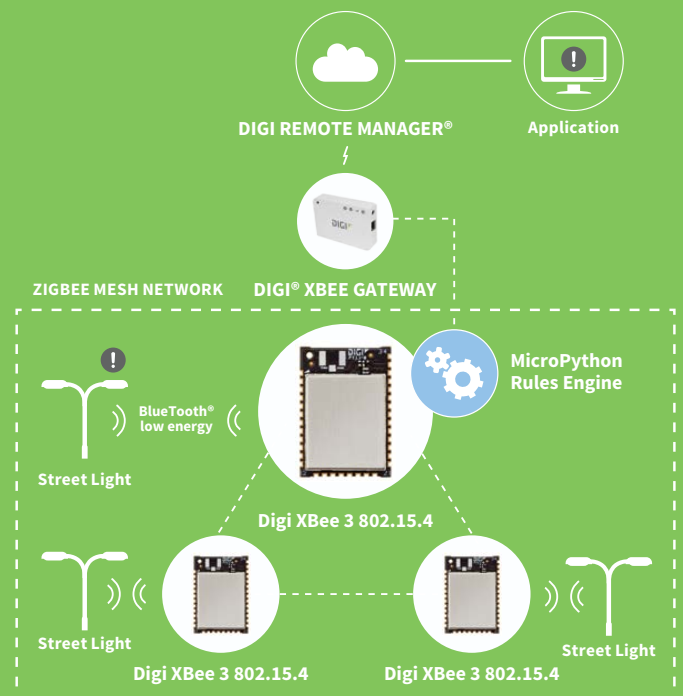 DIGI REMOTE MANAGER®
Application
DIGI
ZIGBEE MESH NETWORK
DIGI® XBEE GATEWAY
DIGI
MicroPython
Rules Engine
BlueTooth®
low energy
Street Light
Digi XBee 3 802.15.4
Street Light
Street Light
Digi XBee 3 802.15.4
Digi XBee 3 802.15.4